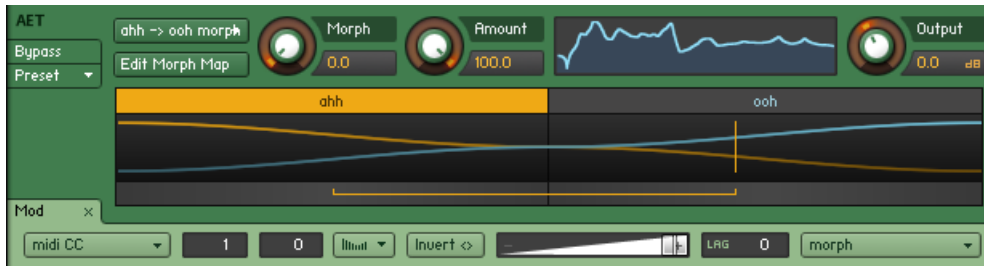 AET
ahh -> ooh morph
Morph
Amount
Output
Bypass
Edit Morph Map
0.0
100.0
0.0 dB
Preset
ahh
ooh
Mod
midi CC
1
0
Invert <>
LAG 0
morph